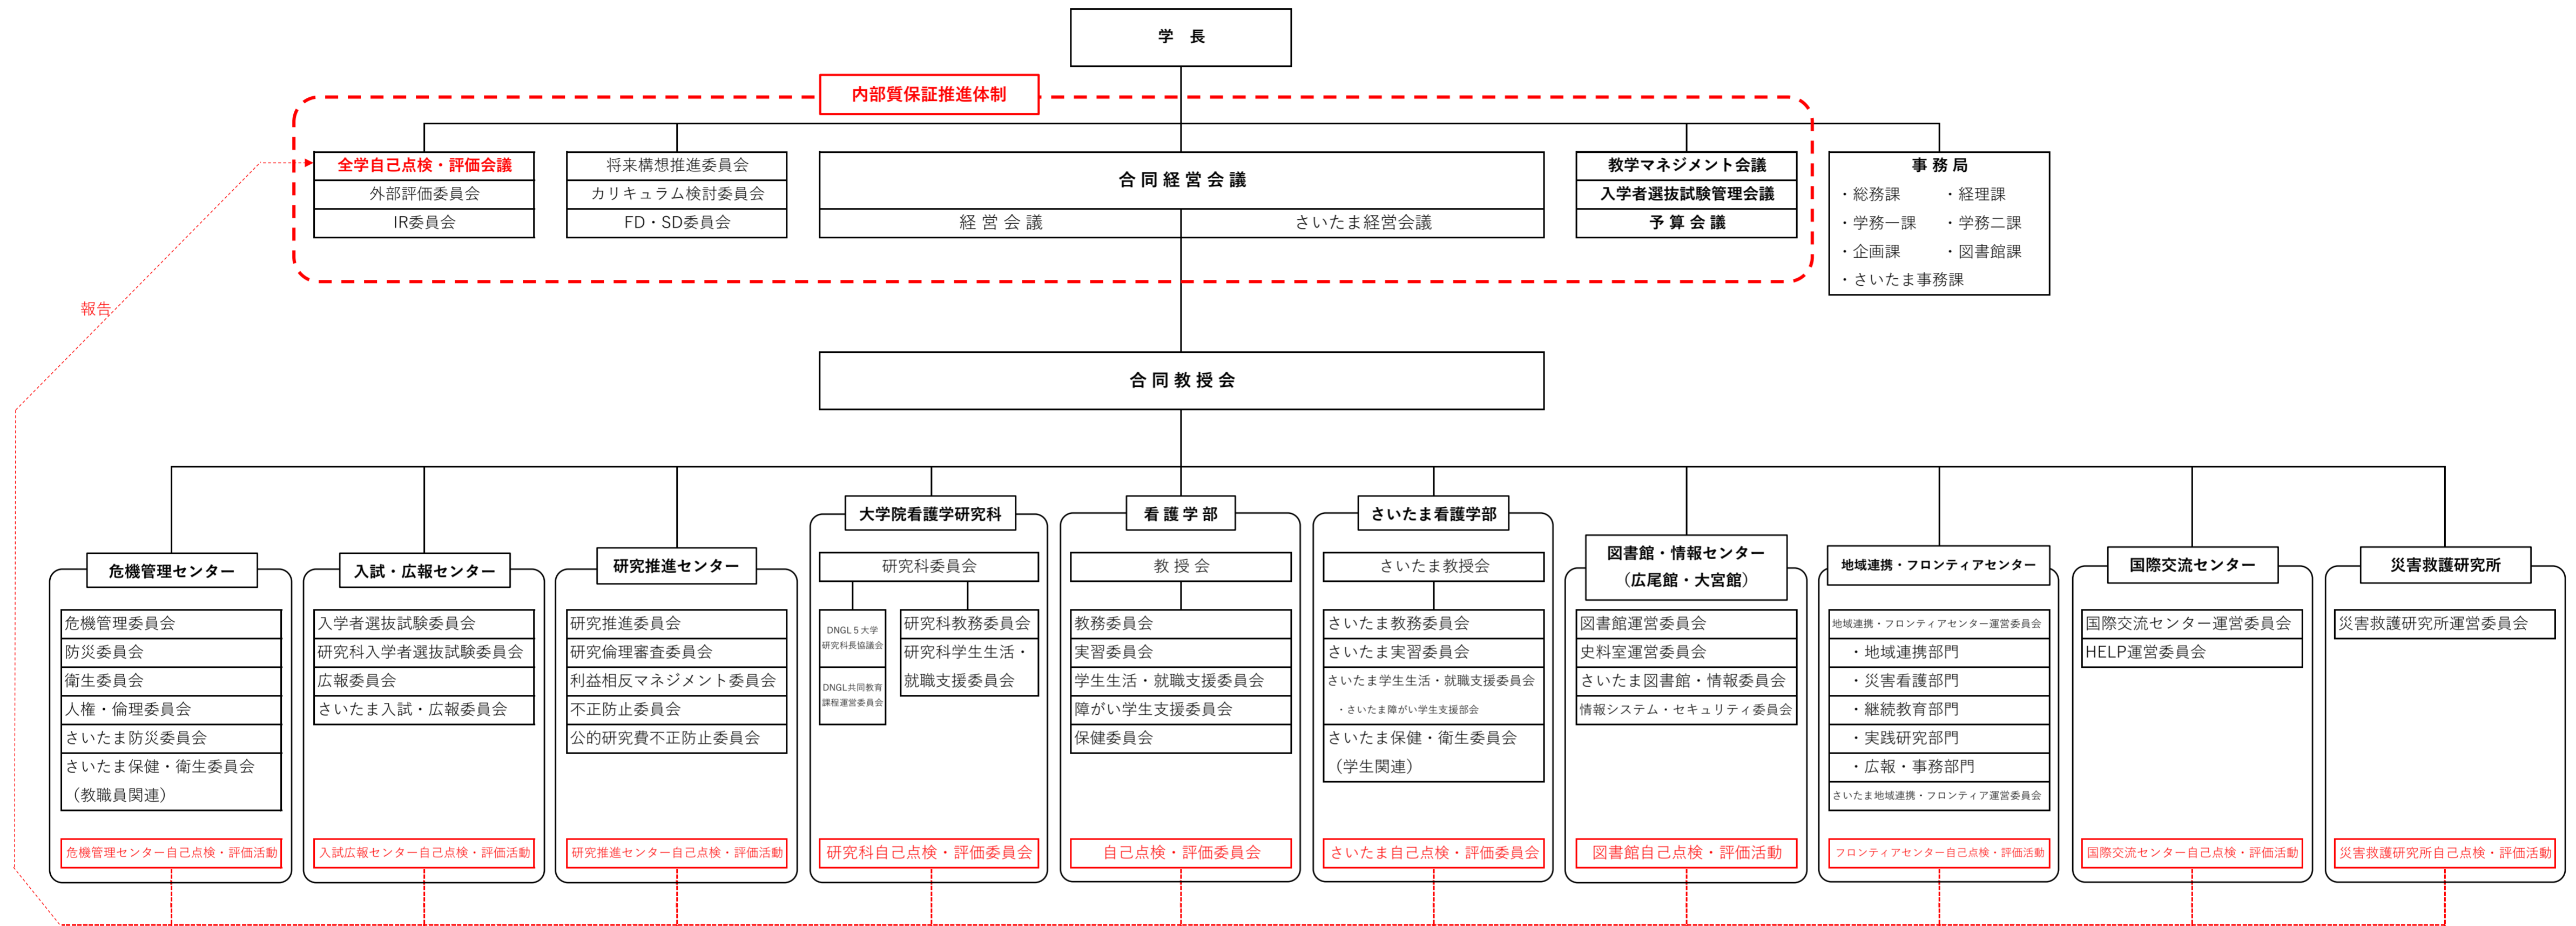 学　長
内部質保証推進体制
全学自己点検・評価会議
外部評価委員会
IR委員会
将来構想推進委員会
カリキュラム検討委員会
FD・SD委員会
合同経営会議
経営会議
さいたま経営会議
教学マネジメント会議
入学者選抜試験管理会議
予算会議
事務局
・総務課
・経理課
・学務一課
・学務二課
・企画課
・図書館課
・さいたま事務課
報告
合同教授会
危機管理センター
危機管理委員会
防災委員会
衛生委員会
人権・倫理委員会
さいたま防災委員会
さいたま保健・衛生委員会
（教職員関連）
危機管理センター自己点検・評価活動
入試・広報センター
入学者選抜試験委員会
研究科入学者選抜試験委員会
広報委員会
さいたま入試・広報委員会
入試広報センター自己点検・評価活動
研究推進センター
研究推進委員会
研究倫理審査委員会
利益相反マネジメント委員会
不正防止委員会
公的研究費不正防止委員会
研究推進センター自己点検・評価活動
大学院看護学研究科
研究科委員会
DNGL５大学
研究科長協議会
DNGL共同教育
課程運営委員会
研究科教務委員会
研究科学生生活・
就職支援委員会
研究科自己点検・評価委員会
看護学部
教授会
教務委員会
実習委員会
学生生活・就職支援委員会
障がい学生支援委員会
保健委員会
自己点検・評価委員会
さいたま看護学部
さいたま教授会
さいたま教務委員会
さいたま実習委員会
さいたま学生生活・就職支援委員会
・さいたま障がい学生支援部会
さいたま保健・衛生委員会
（学生関連）
さいたま自己点検・評価委員会
図書館・情報センター
（広尾館・大宮館）
図書館運営委員会
史料室運営委員会
さいたま図書館・情報委員会
情報システム・セキュリティ委員会
図書館自己点検・評価活動
地域連携・フロンティアセンター
地域連携・フロンティアセンター運営委員会
・地域連携部門
・災害看護部門
・継続教育部門
・実践研究部門
・広報・事務部門
さいたま地域連携・フロンティア運営委員会
フロンティアセンター自己点検・評価活動
国際交流センター
国際交流センター運営委員会
HELP運営委員会
国際交流センター自己点検・評価活動
災害救護研究所
災害救護研究所運営委員会
災害救護研究所自己点検・評価活動